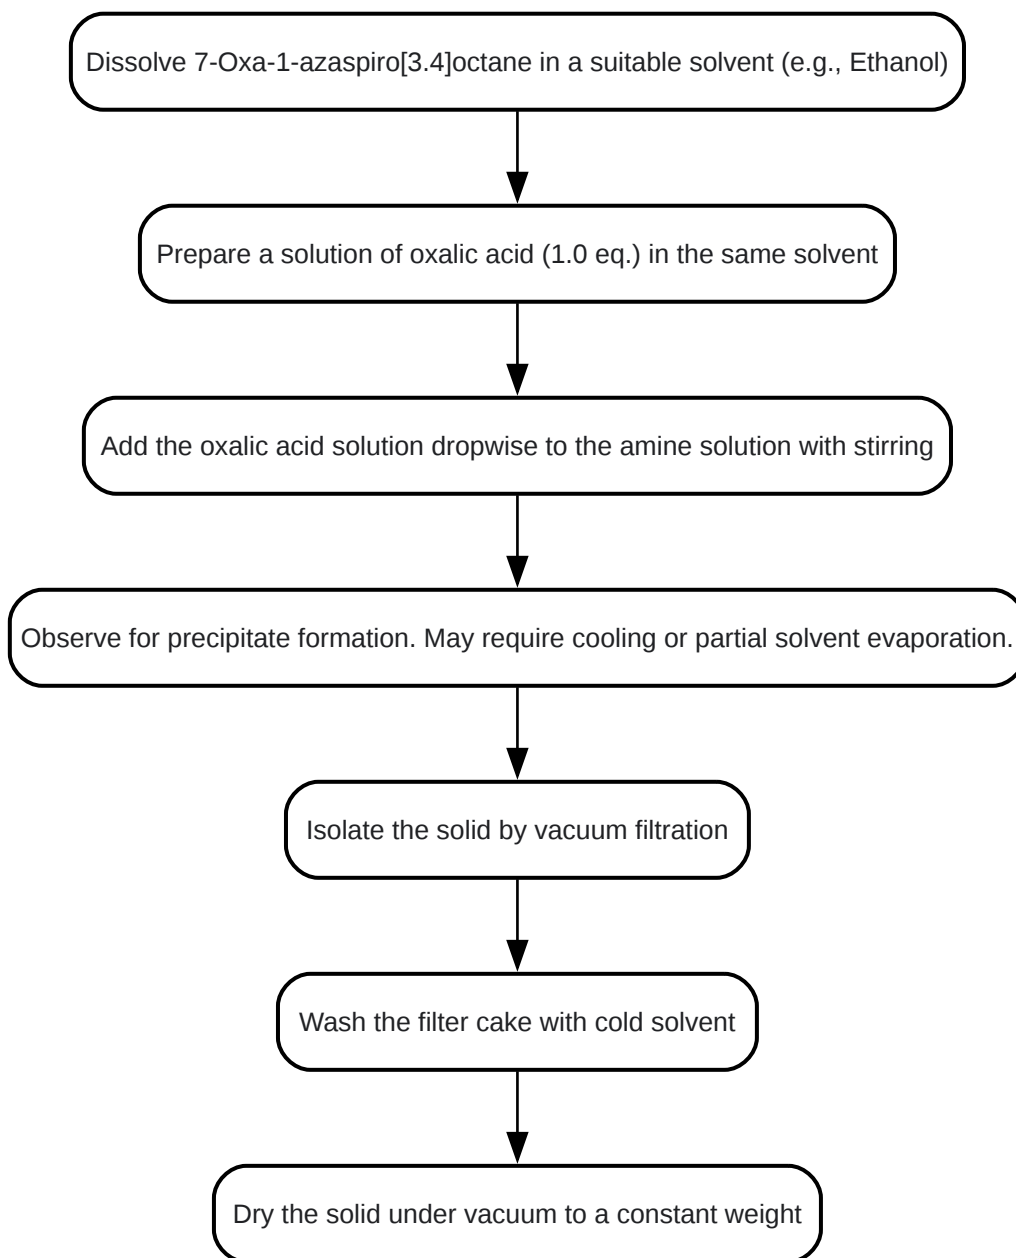 Dissolve 7-Oxa-1-azaspiro[3.4]octane in a suitable solvent (e.g., Ethanol)
Prepare a solution of oxalic acid (1.0 eq.) in the same solvent
Add the oxalic acid solution dropwise to the amine solution with stirring
Observe for precipitate formation. May require cooling or partial solvent evaporation.
Isolate the solid by vacuum filtration
Wash the filter cake with cold solvent
Dry the solid under vacuum to a constant weight